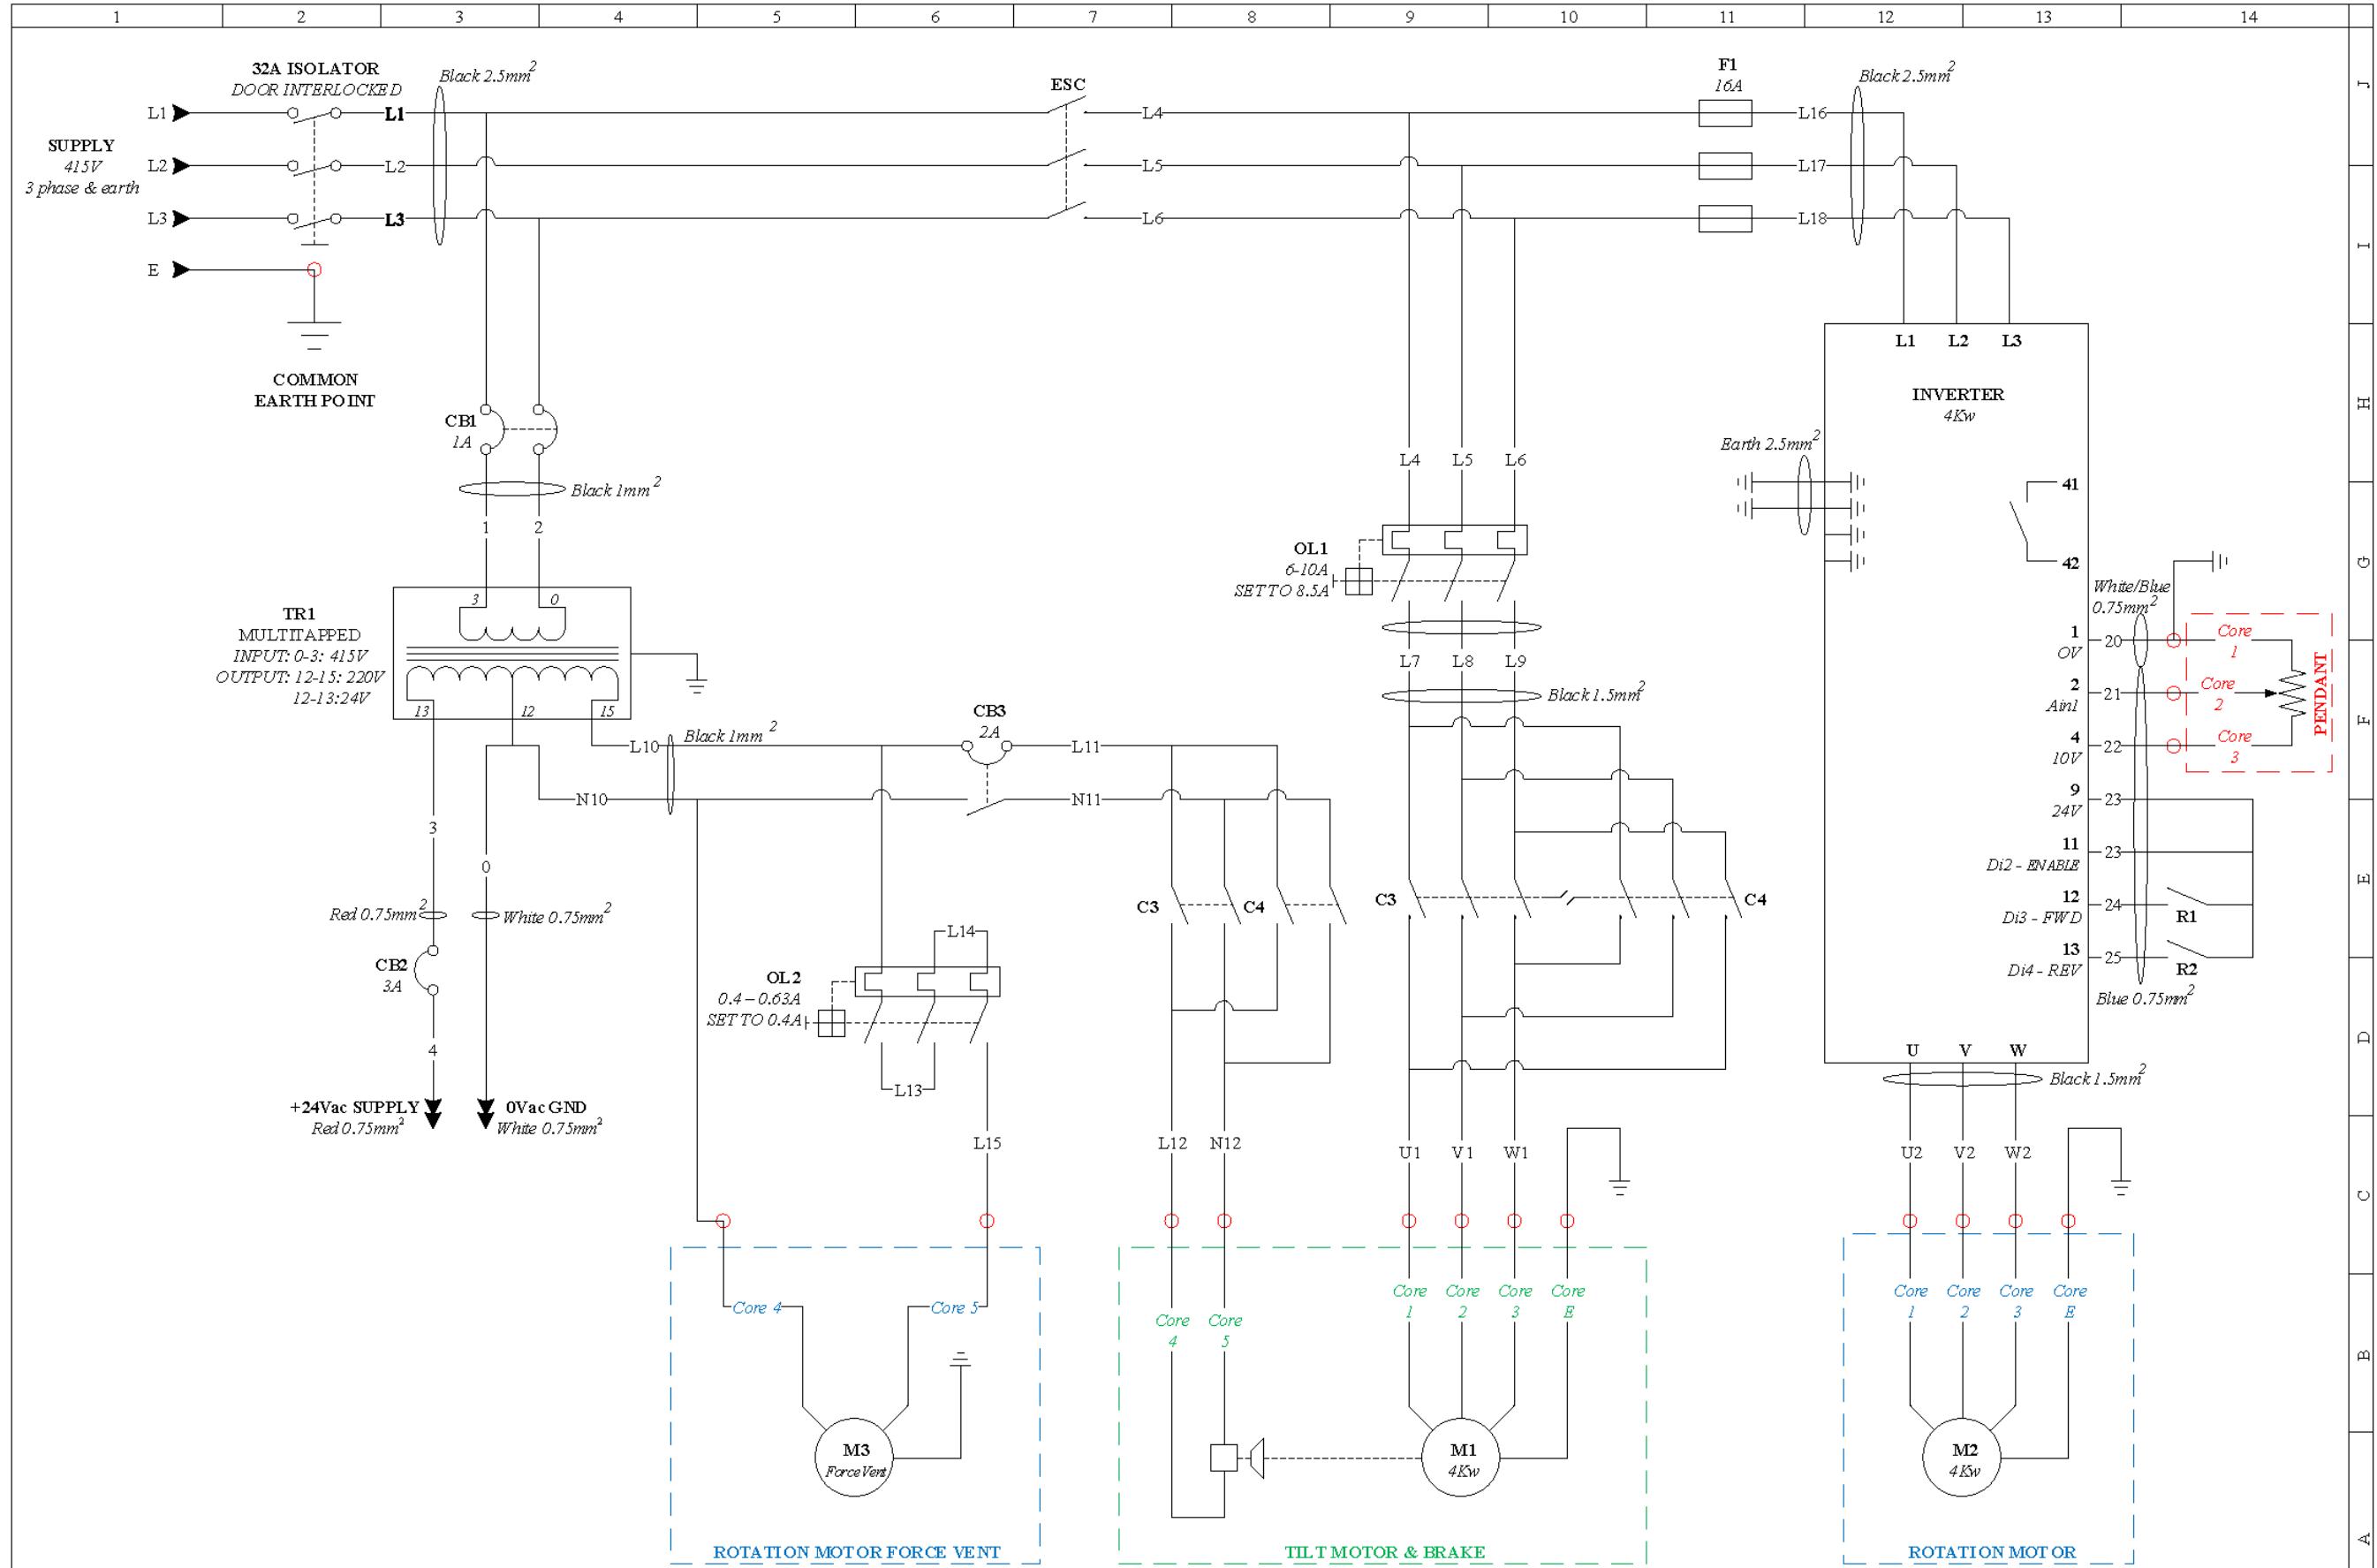 1 2 3 4 5 6 7 8 9 10 11 12 13 14
J
I
H
G
F
E
D
C
B
A
32A ISOLATOR
DOOR INTERLOCKED
Black 2.5mm²
ESC
F1
16A
Black 2.5mm²
SUPPLY
415V
3 phase & earth
L1
L1
L4
L16
L2
L2
L5
L17
L3
L3
L6
L18
E
COMMON
EARTH POINT
CB1
1A
Black 1mm²
1
2
TR1
MULTITAPPED
INPUT: 0-3: 415V
OUTPUT: 12-15: 220V
12-13:24V
3
0
13
12
15
L10
Black 1mm²
N10
CB3
2A
L11
N11
3
0
Red 0.75mm²
White 0.75mm²
CB2
3A
4
+24Vac SUPPLY
Red 0.75mm²
0Vac GND
White 0.75mm²
OL2
0.4 – 0.63A
SET TO 0.4A
L14
L13
L15
C3
C4
L12
N12
L4
L5
L6
OL1
6-10A
SET TO 8.5A
L7
L8
L9
Black 1.5mm²
C3
C4
U1
V1
W1
L1
L2
L3
INVERTER
4Kw
Earth 2.5mm²
41
42
White/Blue
0.75mm²
1
OV
20
2
Ain1
21
4
10V
22
9
24V
23
11
Di2 - ENABLE
23
12
Di3 - FWD
24
R1
13
Di4 - REV
25
R2
Blue 0.75mm²
Core
1
Core
2
Core
3
PENDANT
U
V
W
Black 1.5mm²
U2
V2
W2
Core 4
Core 5
M3
Force Vent
ROTATION MOTOR FORCE VENT
Core
4
Core
5
Core
1
Core
2
Core
3
Core
E
M1
4Kw
TILT MOTOR & BRAKE
Core
1
Core
2
Core
3
Core
E
M2
4Kw
ROTATION MOTOR